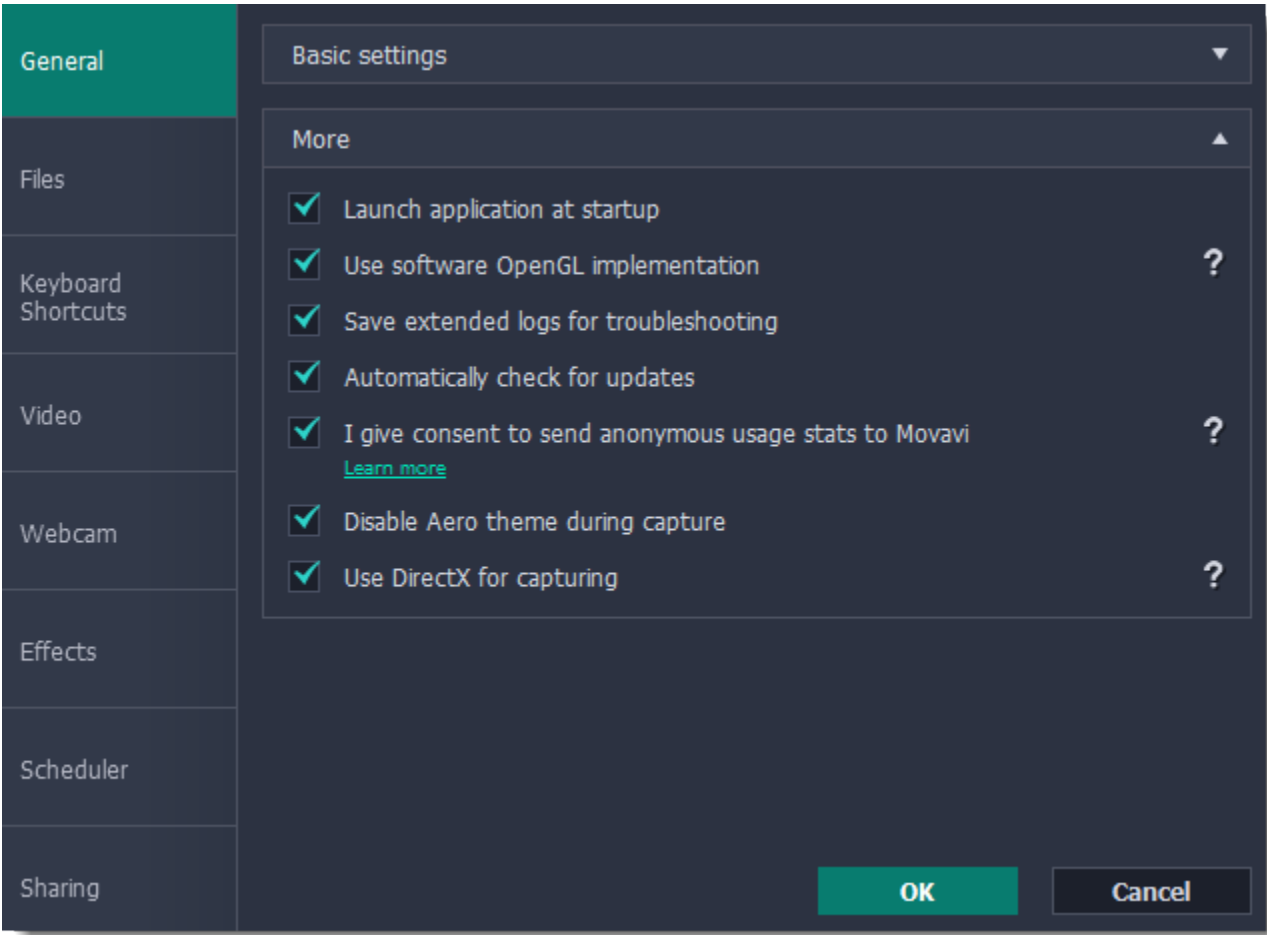 General
Files
Keyboard
Shortcuts
Video
Webcam
Effects
Scheduler
Sharing
Basic settings
More
Launch application at startup
Use software OpenGL implementation
?
Save extended logs for troubleshooting
Automatically check for updates
I give consent to send anonymous usage stats to Movavi
?
Learn more
Disable Aero theme during capture
Use DirectX for capturing
?
OK
Cancel